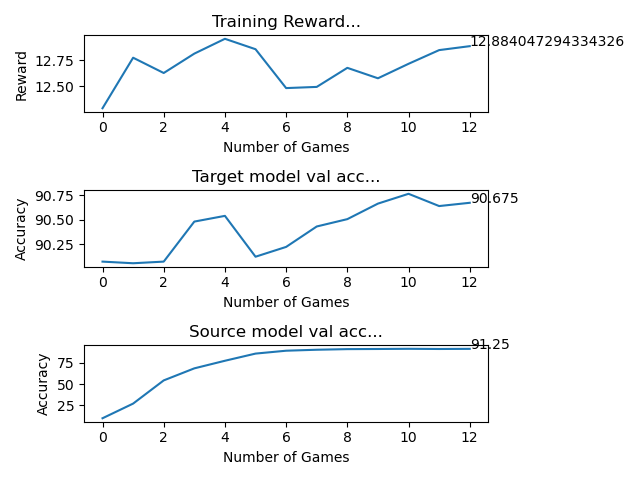 Training Reward...
12.884047294334326
12.75
12.50
Reward
0 2 4 6 8 10 12
Number of Games
Target model val acc...
90.675
90.75
90.50
90.25
Accuracy
0 2 4 6 8 10 12
Number of Games
Source model val acc...
91.25
75
50
25
Accuracy
0 2 4 6 8 10 12
Number of Games